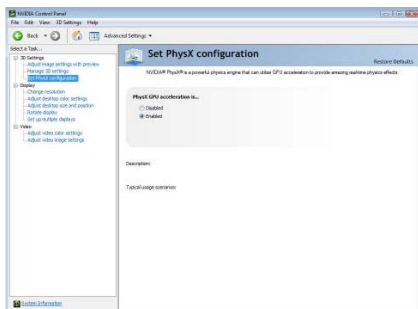 NVIDIA Control Panel
File Edit View 3D Settings Help
Back
Advanced Settings
Select a Task...
3D Settings
Adjust image settings with preview
Manage 3D settings
Set PhysX configuration
Display
Change resolution
Adjust desktop color settings
Adjust desktop size and position
Rotate display
Set up multiple displays
Video
Adjust video color settings
Adjust video image settings
System Information
Set PhysX configuration
Restore Defaults
NVIDIA® PhysX® is a powerful physics engine that can utilize GPU acceleration to provide amazing real-time physics effects.
PhysX GPU acceleration is...
Disabled
Enabled
Description:
Typical usage scenarios: